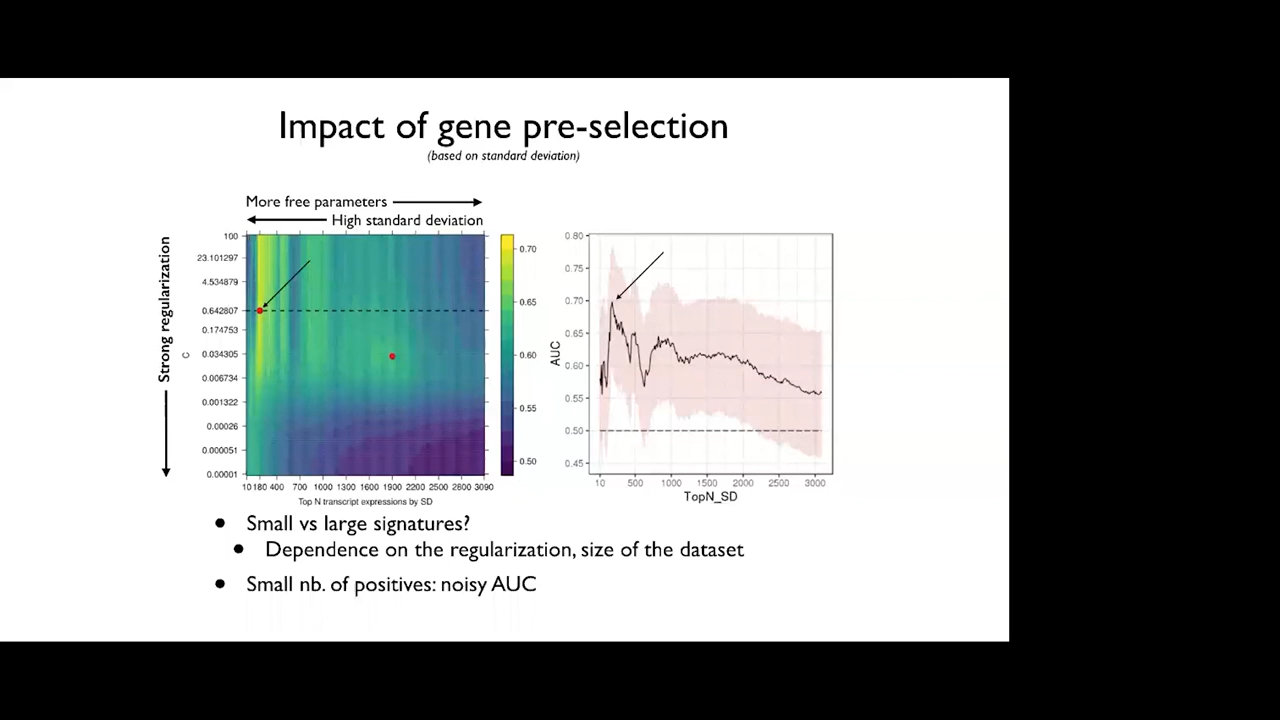 Impact of gene pre-selection
(based on standard deviation)
More free parameters
High standard deviation
Strong regularization
C
100
23.101297
4.534879
0.642807
0.174753
0.034305
0.006734
0.001322
0.00026
0.000051
0.00001
10 180 400 700 1000 1300 1600 1900 2200 2500 2800 3090
Top N transcript expressions by SD
0.70
0.65
0.60
0.55
0.50
AUC
0.80
0.75
0.70
0.65
0.60
0.55
0.50
0.45
10 500 1000 1500 2000 2500 3000
TopN_SD
• Small vs large signatures?
• Dependence on the regularization, size of the dataset
• Small nb. of positives: noisy AUC